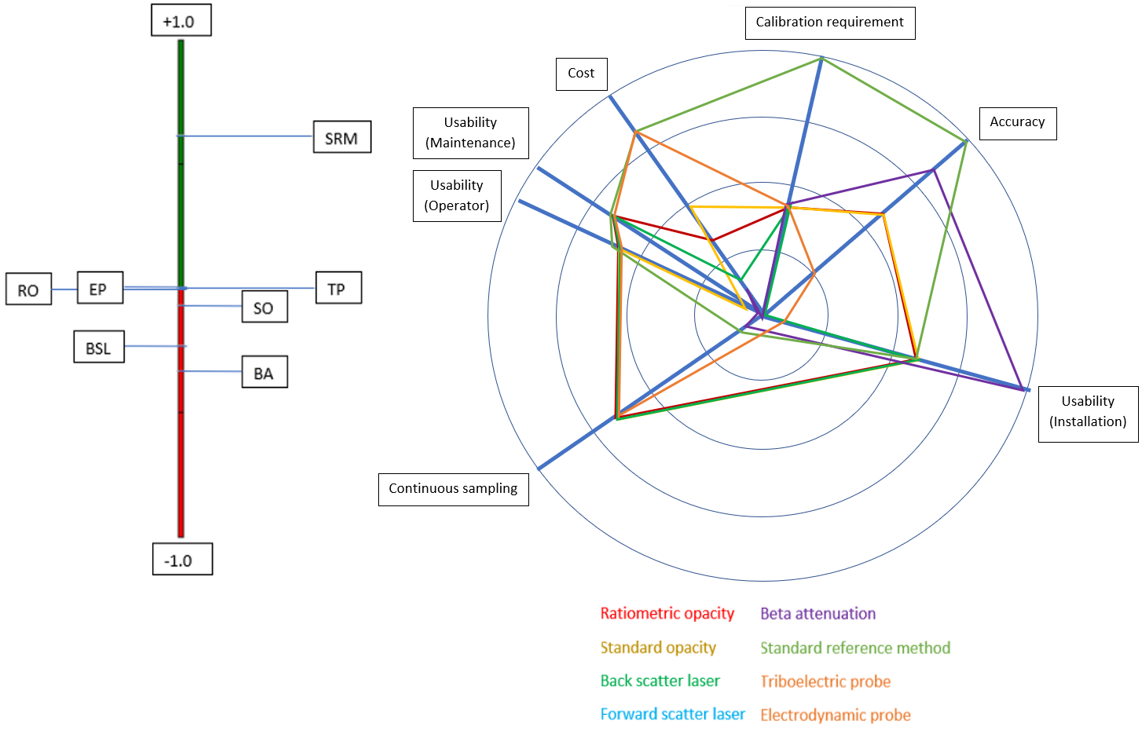 +1.0
SRM
RO
EP
TP
SO
BSL
BA
-1.0
Calibration requirement
Cost
Accuracy
Usability
(Maintenance)
Usability
(Operator)
Usability
(Installation)
Continuous sampling
Ratiometric opacity
Beta attenuation
Standard opacity
Standard reference method
Back scatter laser
Triboelectric probe
Forward scatter laser
Electrodynamic probe